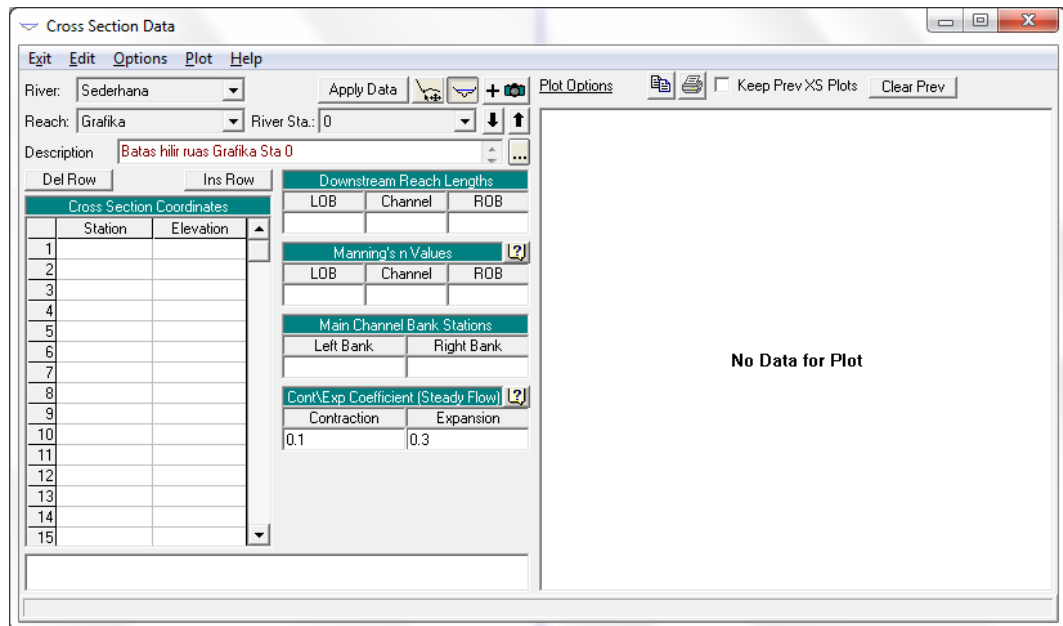 Cross Section Data
Exit Edit Options Plot Help
River: Sederhana Apply Data Plot Options Keep Prev XS Plots Clear Prev
Reach: Grafika River Sta.: 0
Description Batas hilir ruas Grafika Sta 0 ...
Del Row Ins Row
Cross Section Coordinates
Station Elevation
1
2
3
4
5
6
7
8
9
10
11
12
13
14
15
Downstream Reach Lengths
LOB Channel ROB
Manning's n Values
LOB Channel ROB
Main Channel Bank Stations
Left Bank Right Bank
Cont\Exp Coefficient (Steady Flow)
Contraction Expansion
0.1 0.3
No Data for Plot